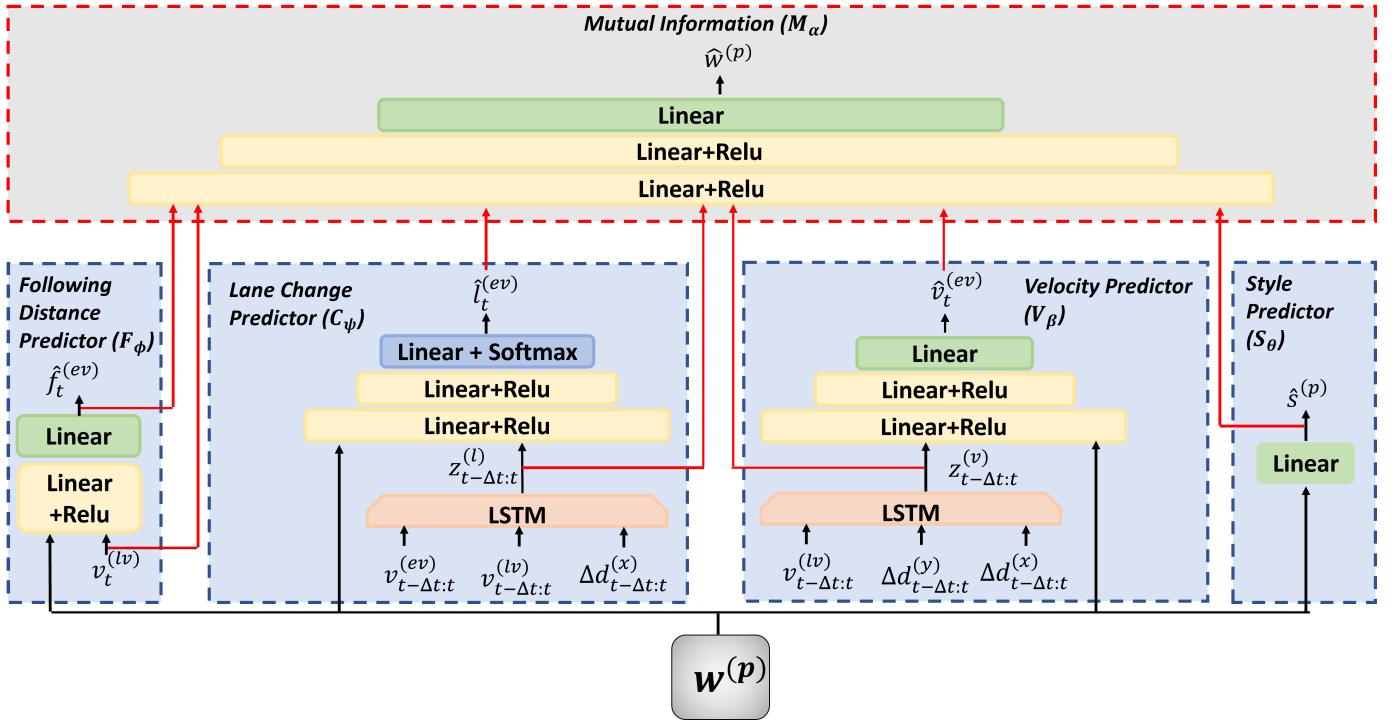 Mutual Information (M_α)
ŵ^(p)
Linear
Linear+Relu
Linear+Relu
Following
Distance
Predictor (F_ϕ)
f̂_t^(ev)
Linear
Linear
+Relu
v_t^(lv)
Lane Change
Predictor (C_ψ)
l̂_t^(ev)
Linear + Softmax
Linear+Relu
Linear+Relu
z_{t−Δt:t}^(l)
LSTM
v_{t−Δt:t}^(ev) v_{t−Δt:t}^(lv) Δd_{t−Δt:t}^(x)
Velocity Predictor
(V_β)
v̂_t^(ev)
Linear
Linear+Relu
Linear+Relu
z_{t−Δt:t}^(v)
LSTM
v_{t−Δt:t}^(lv) Δd_{t−Δt:t}^(y) Δd_{t−Δt:t}^(x)
Style
Predictor
(S_θ)
ŝ^(p)
Linear
w^(p)